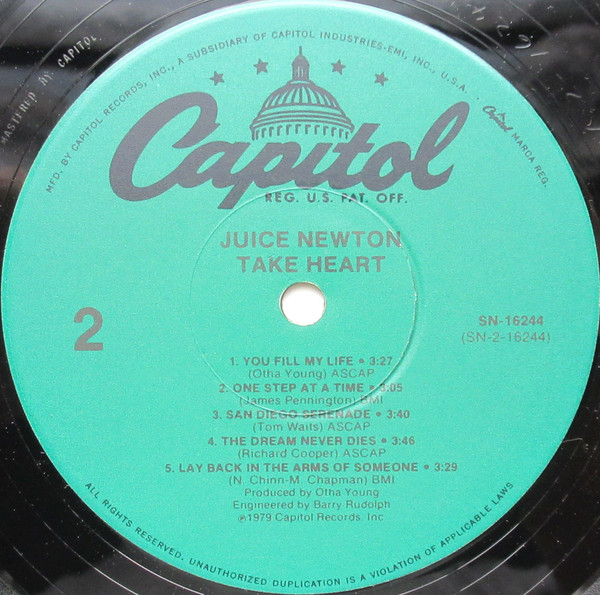 MASTERED BY CAPITOL
MFD. BY CAPITOL RECORDS, INC., A SUBSIDIARY OF CAPITOL INDUSTRIES-EMI, INC., U.S.A. • Capitol MARCA REG.
Capitol
REG. U.S. PAT. OFF.
JUICE NEWTON
TAKE HEART
2
SN-16244
(SN-2-16244)
1. YOU FILL MY LIFE • 3:27
(Otha Young) ASCAP
2. ONE STEP AT A TIME • 3:05
(James Pennington) BMI
3. SAN DIEGO SERENADE • 3:40
(Tom Waits) ASCAP
4. THE DREAM NEVER DIES • 3:46
(Richard Cooper) ASCAP
5. LAY BACK IN THE ARMS OF SOMEONE • 3:29
(N. Chinn-M. Chapman) BMI
Produced by Otha Young
Engineered by Barry Rudolph
℗1979 Capitol Records, Inc.
ALL RIGHTS RESERVED. UNAUTHORIZED DUPLICATION IS A VIOLATION OF APPLICABLE LAWS